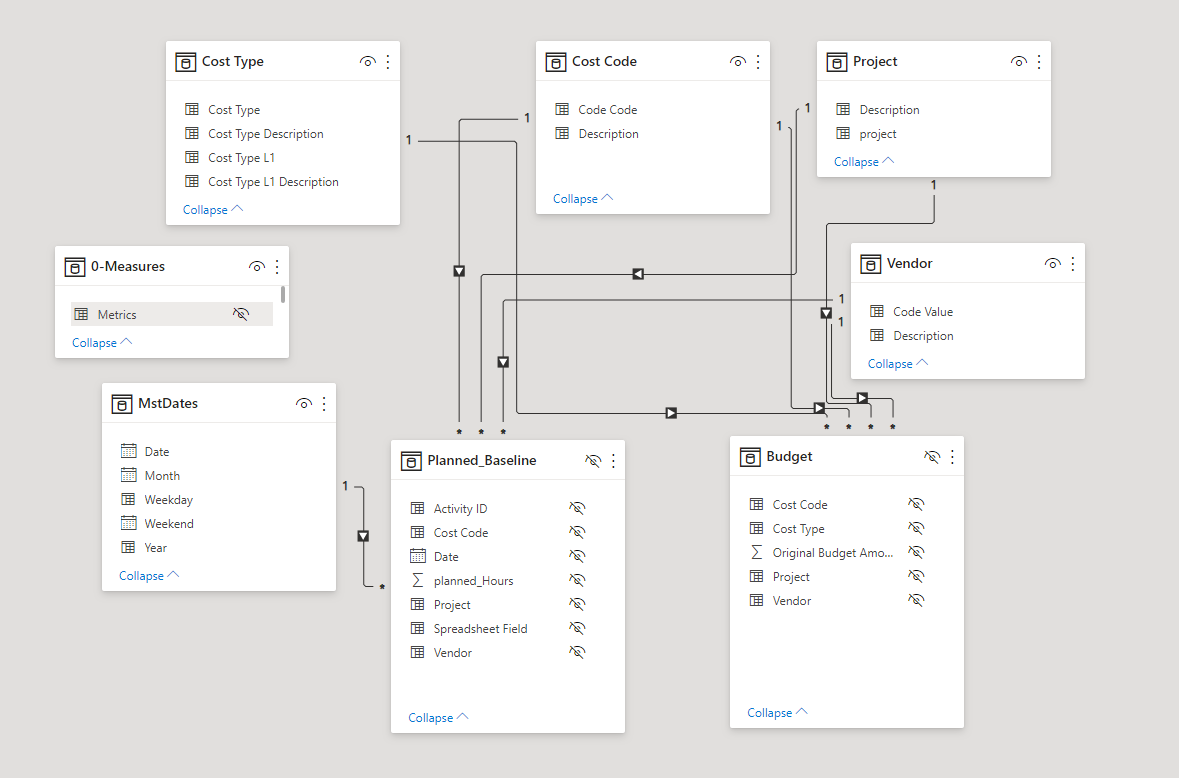 Cost Type
Cost Type
Cost Type Description
Cost Type L1
Cost Type L1 Description
Collapse
Cost Code
Code Code
Description
Collapse
Project
Description
project
Collapse
1
1
1
1
1
0-Measures
Metrics
Collapse
Vendor
Code Value
Description
Collapse
1
1
MstDates
Date
Month
Weekday
Weekend
Year
Collapse
1
*
* * *
* * * *
Planned_Baseline
Activity ID
Cost Code
Date
planned_Hours
Project
Spreadsheet Field
Vendor
Collapse
Budget
Cost Code
Cost Type
Original Budget Amo...
Project
Vendor
Collapse